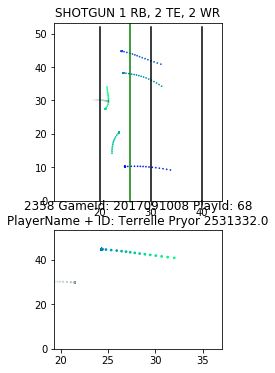 SHOTGUN 1 RB, 2 TE, 2 WR
50
40
30
20
10
0
20 30 40
2358 GameId: 2017091008 PlayId: 68
PlayerName + ID: Terrelle Pryor 2531332.0
40
20
0
20 25 30 35